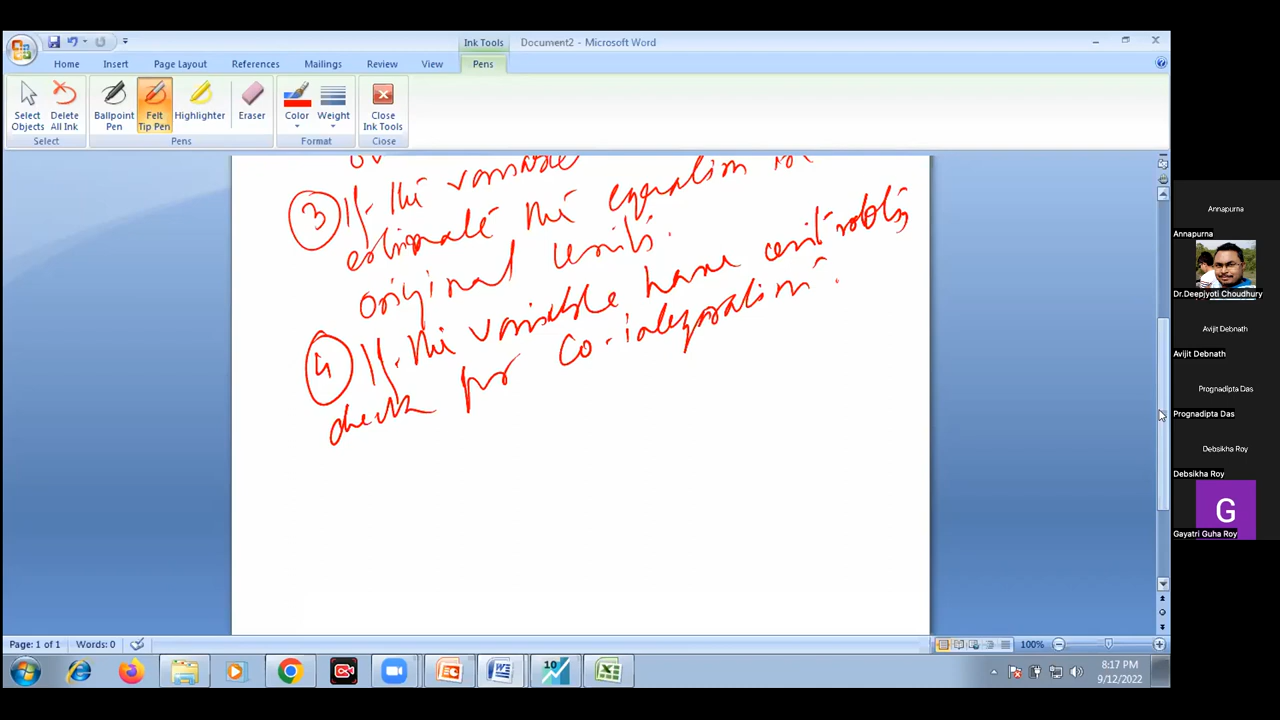 Ink Tools
Document2 - Microsoft Word
Home Insert Page Layout References Mailings Review View Pens
Select Objects
Delete All Ink
Ballpoint Pen
Felt Tip Pen
Highlighter
Eraser
Color
Weight
Close Ink Tools
Select Pens Format Close
③ If the variable
estimate the equation in
original units.
④ If the variable have unit roots,
check for Co-integration.
Annapurna
Annapurna
Dr.Deepjyoti Choudhury
Avijit Debnath
Avijit Debnath
Prognadipta Das
Prognadipta Das
Debsikha Roy
Debsikha Roy
G
Gayatri Guha Roy
Page: 1 of 1 Words: 0 100%
10
8:17 PM
9/12/2022